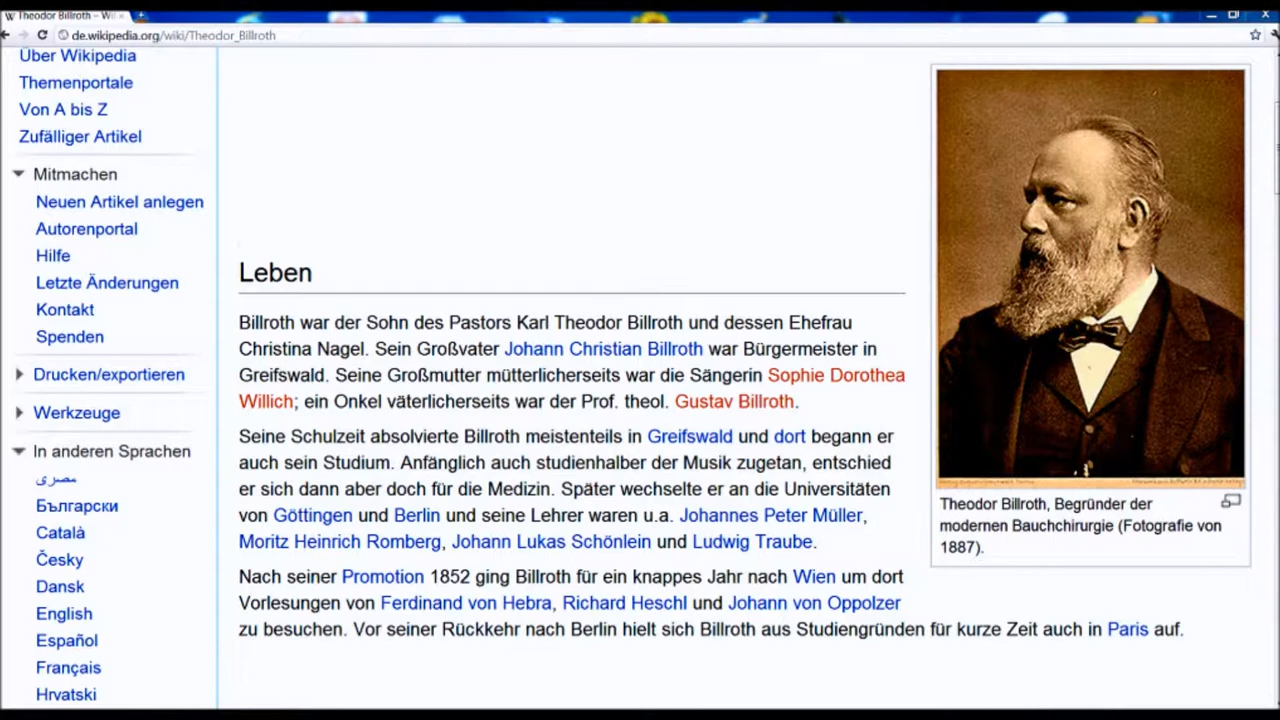 Theodor Billroth – Wi
de.wikipedia.org/wiki/Theodor_Billroth
Über Wikipedia
Themenportale
Von A bis Z
Zufälliger Artikel
Mitmachen
Neuen Artikel anlegen
Autorenportal
Hilfe
Letzte Änderungen
Kontakt
Spenden
Drucken/exportieren
Werkzeuge
In anderen Sprachen
مصرى
Български
Català
Česky
Dansk
English
Español
Français
Hrvatski
Leben
Billroth war der Sohn des Pastors Karl Theodor Billroth und dessen Ehefrau
Christina Nagel. Sein Großvater Johann Christian Billroth war Bürgermeister in
Greifswald. Seine Großmutter mütterlicherseits war die Sängerin Sophie Dorothea
Willich; ein Onkel väterlicherseits war der Prof. theol. Gustav Billroth.
Seine Schulzeit absolvierte Billroth meistenteils in Greifswald und dort begann er
auch sein Studium. Anfänglich auch studienhalber der Musik zugetan, entschied
er sich dann aber doch für die Medizin. Später wechselte er an die Universitäten
von Göttingen und Berlin und seine Lehrer waren u.a. Johannes Peter Müller,
Moritz Heinrich Romberg, Johann Lukas Schönlein und Ludwig Traube.
Nach seiner Promotion 1852 ging Billroth für ein knappes Jahr nach Wien um dort
Vorlesungen von Ferdinand von Hebra, Richard Heschl und Johann von Oppolzer
zu besuchen. Vor seiner Rückkehr nach Berlin hielt sich Billroth aus Studiengründen für kurze Zeit auch in Paris auf.
Theodor Billroth, Begründer der
modernen Bauchchirurgie (Fotografie von
1887).